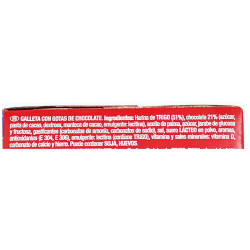 GALLETA CON GOTAS DE CHOCOLATE. Ingredientes: Harina de TRIGO (51%), chocolate 21% (azúcar,
pasta de cacao, dextrosa, manteca de cacao, emulgente: lecitina), aceite de palma, azúcar, jarabe de glucosa
y fructosa, gasificantes (carbonato de amonio, carbonato de sodio), sal, suero LÁCTEO en polvo, aromas,
antioxidantes (E 304, E 306), emulgente: lecitina (contiene TRIGO), vitaminas y sales minerales: vitamina D,
carbonato de calcio y hierro. Puede contener SOJA, HUEVOS.